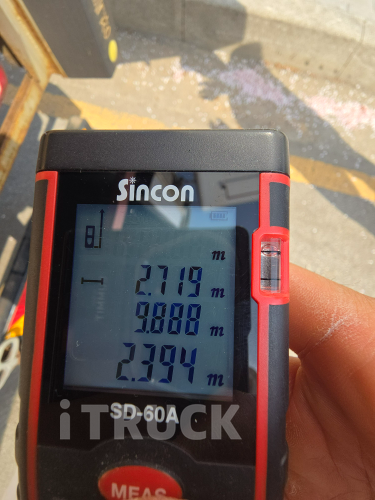 Sincon
m
2.719 m
9.888 m
2.394 m
SD-60A
iTRUCK
MEAS